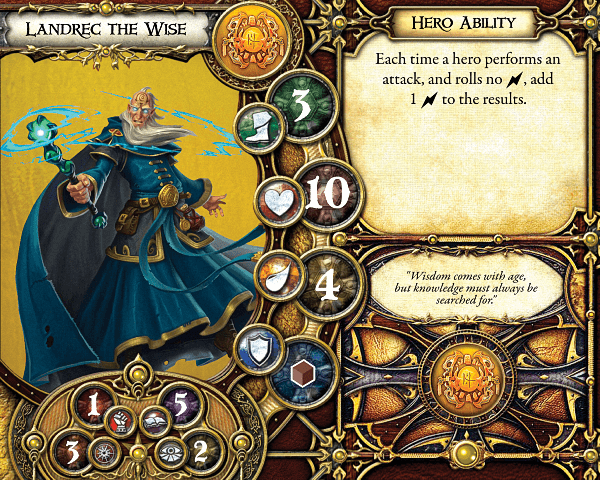 LANDREC THE WISE
3
10
4
1
5
3
2
HERO ABILITY
Each time a hero performs an
attack, and rolls no , add
1 to the results.
"Wisdom comes with age,
but knowledge must always be
searched for."